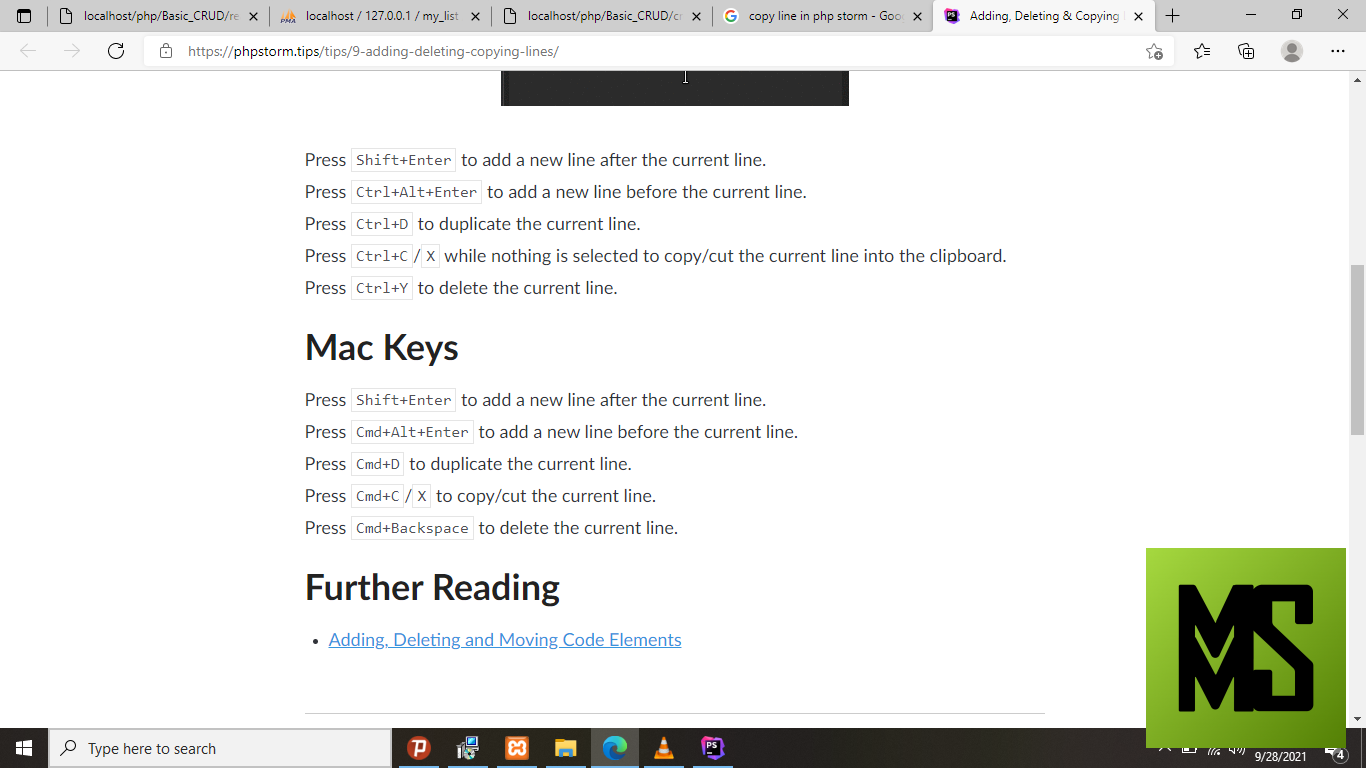 localhost/php/Basic_CRUD/re
localhost / 127.0.0.1 / my_list
localhost/php/Basic_CRUD/c
copy line in php storm - Goo
Adding, Deleting & Copying
https://phpstorm.tips/tips/9-adding-deleting-copying-lines/
Press Shift+Enter to add a new line after the current line.
Press Ctrl+Alt+Enter to add a new line before the current line.
Press Ctrl+D to duplicate the current line.
Press Ctrl+C/X while nothing is selected to copy/cut the current line into the clipboard.
Press Ctrl+Y to delete the current line.
Mac Keys
Press Shift+Enter to add a new line after the current line.
Press Cmd+Alt+Enter to add a new line before the current line.
Press Cmd+D to duplicate the current line.
Press Cmd+C/X to copy/cut the current line.
Press Cmd+Backspace to delete the current line.
Further Reading
• Adding, Deleting and Moving Code Elements
MMS
Type here to search
PS
9/28/2021
4